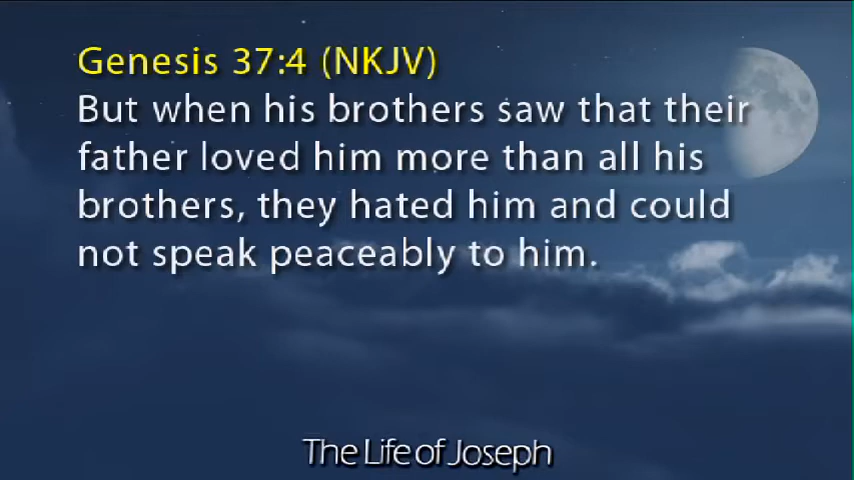 Genesis 37:4 (NKJV)
But when his brothers saw that their
father loved him more than all his
brothers, they hated him and could
not speak peaceably to him.
The Life of Joseph